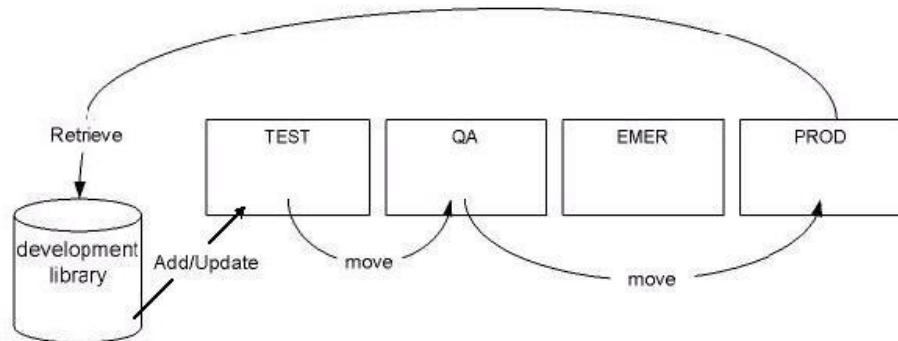 Retrieve
TEST
QA
EMER
PROD
development
library
Add/Update
move
move